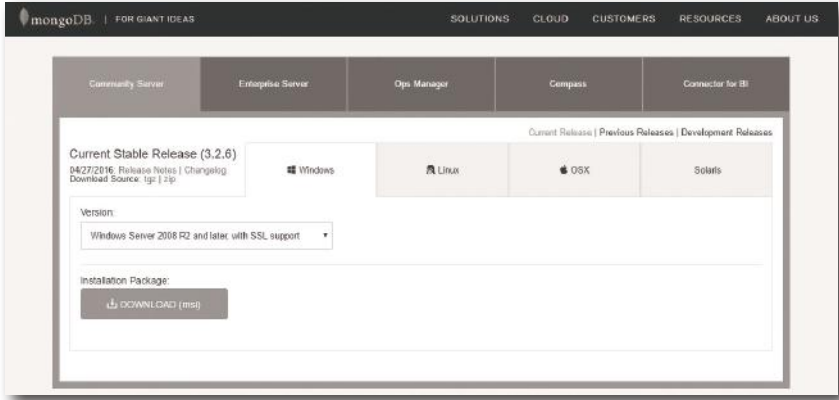 mongoDB. | FOR GIANT IDEAS SOLUTIONS CLOUD CUSTOMERS RESOURCES ABOUT US
Community Server Enterprise Server Ops Manager Compass Connector for BI
Current Release | Previous Releases | Development Releases
Current Stable Release (3.2.6)
04/27/2016: Release Notes | Changelog
Download Source: tgz | zip
Windows Linux OSX Solaris
Version:
Windows Server 2008 R2 and later, with SSL support
Installation Package:
DOWNLOAD (msi)